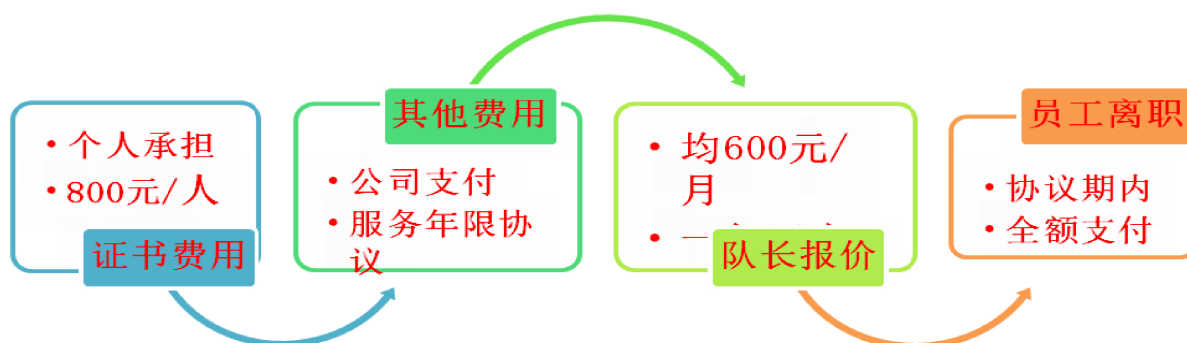 • 个人承担
• 800元/人
证书费用
其他费用
• 公司支付
• 服务年限协
议
• 均600元/
月
队长报价
员工离职
• 协议期内
• 全额支付